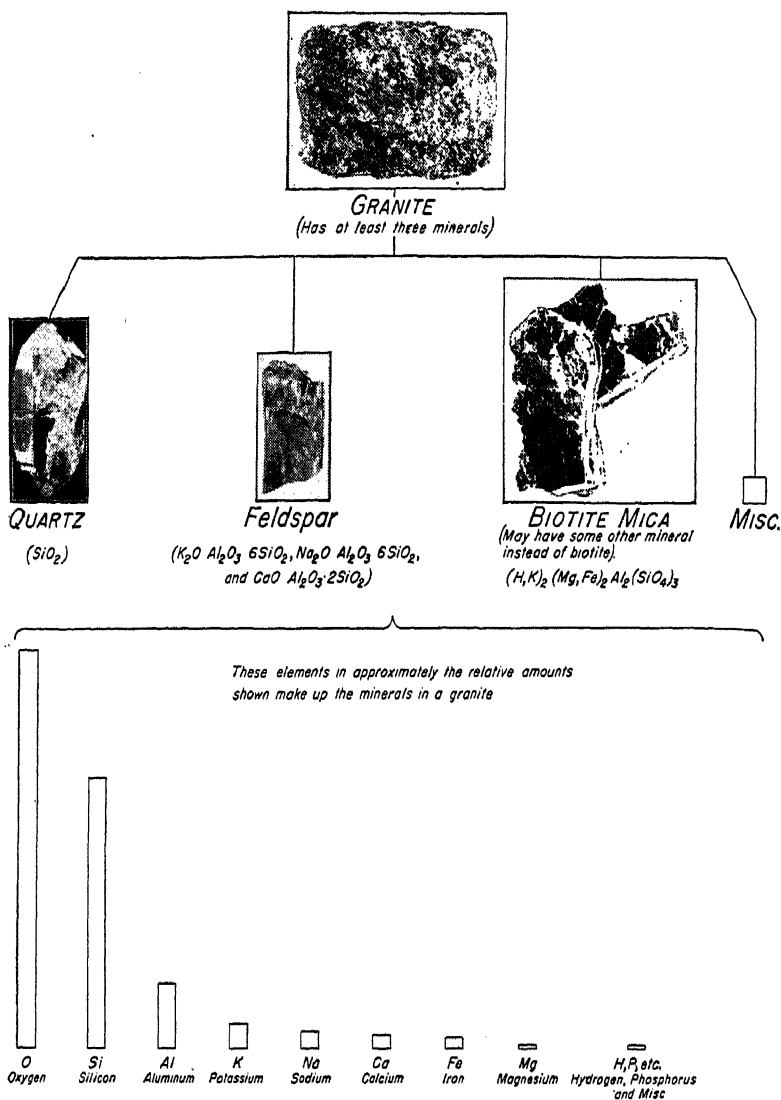 GRANITE
(Has at least three minerals)
QUARTZ
(SiO₂)
Feldspar
(K₂O Al₂O₃ 6SiO₂, Na₂O Al₂O₃ 6SiO₂,
and CaO Al₂O₃·2SiO₂)
BIOTITE MICA
(May have some other mineral
instead of biotite).
(H,K)₂ (Mg,Fe)₂ Al₂(SiO₄)₃
MISC.
These elements in approximately the relative amounts
shown make up the minerals in a granite
O
Oxygen
Si
Silicon
Al
Aluminum
K
Potassium
Na
Sodium
Ca
Calcium
Fe
Iron
Mg
Magnesium
H,P, etc.
Hydrogen, Phosphorus
and Misc